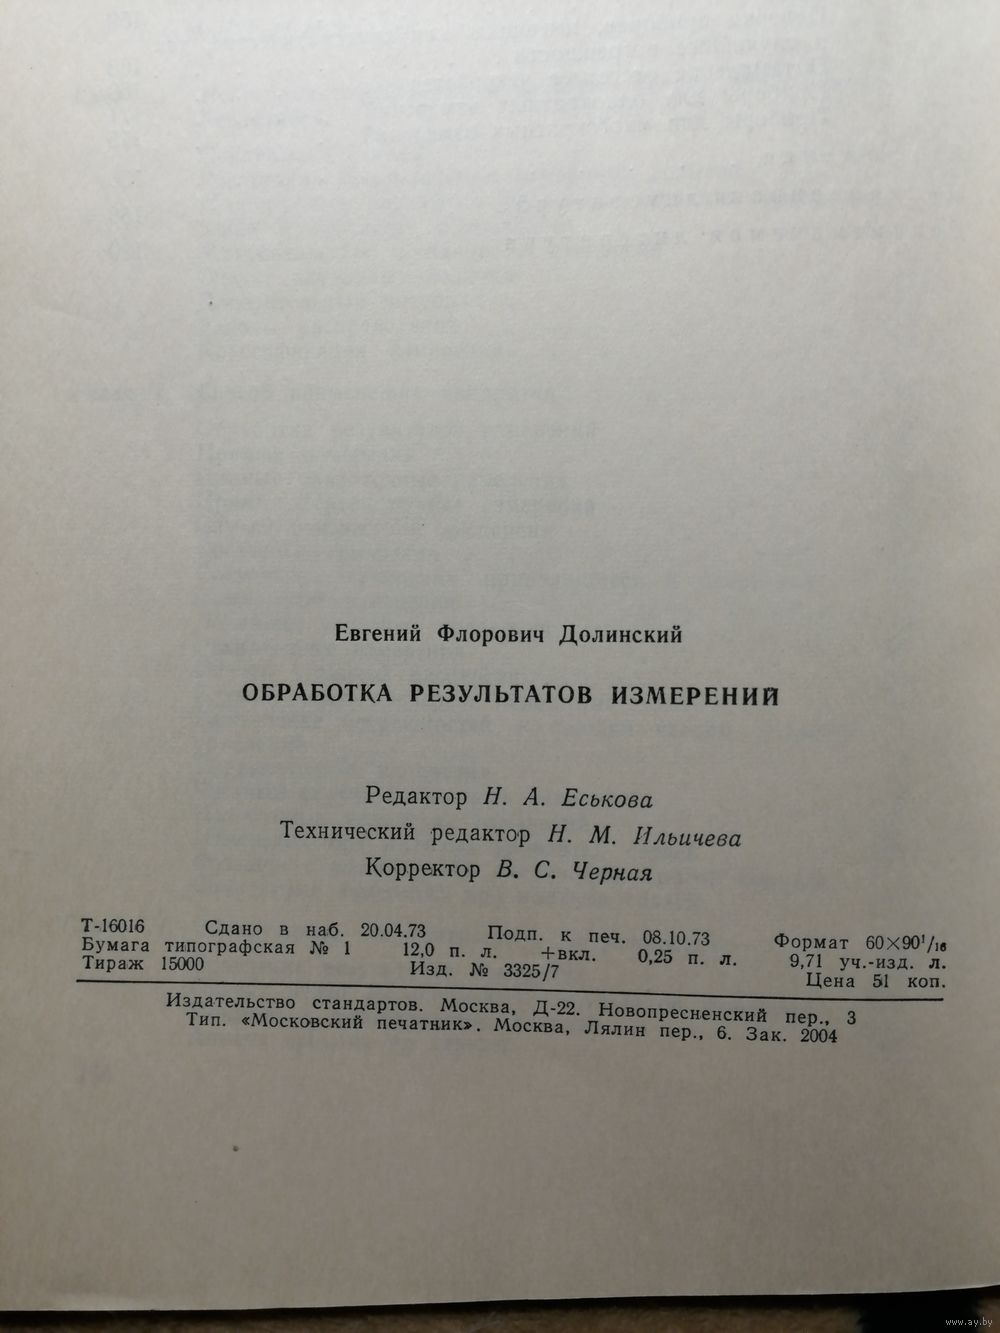 Евгений Флорович Долинский
ОБРАБОТКА РЕЗУЛЬТАТОВ ИЗМЕРЕНИЙ
Редактор Н. А. Еськова
Технический редактор Н. М. Ильичева
Корректор В. С. Черная
Т-16016 Сдано в наб. 20.04.73 Подп. к печ. 08.10.73 Формат 60×90¹/₁₆
Бумага типографская № 1 12,0 п. л. +вкл. 0,25 п. л. 9,71 уч.-изд. л.
Тираж 15000 Изд. № 3325/7 Цена 51 коп.
Издательство стандартов. Москва, Д-22. Новопресненский пер., 3
Тип. «Московский печатник». Москва, Лялин пер., 6. Зак. 2004
www.ay.by